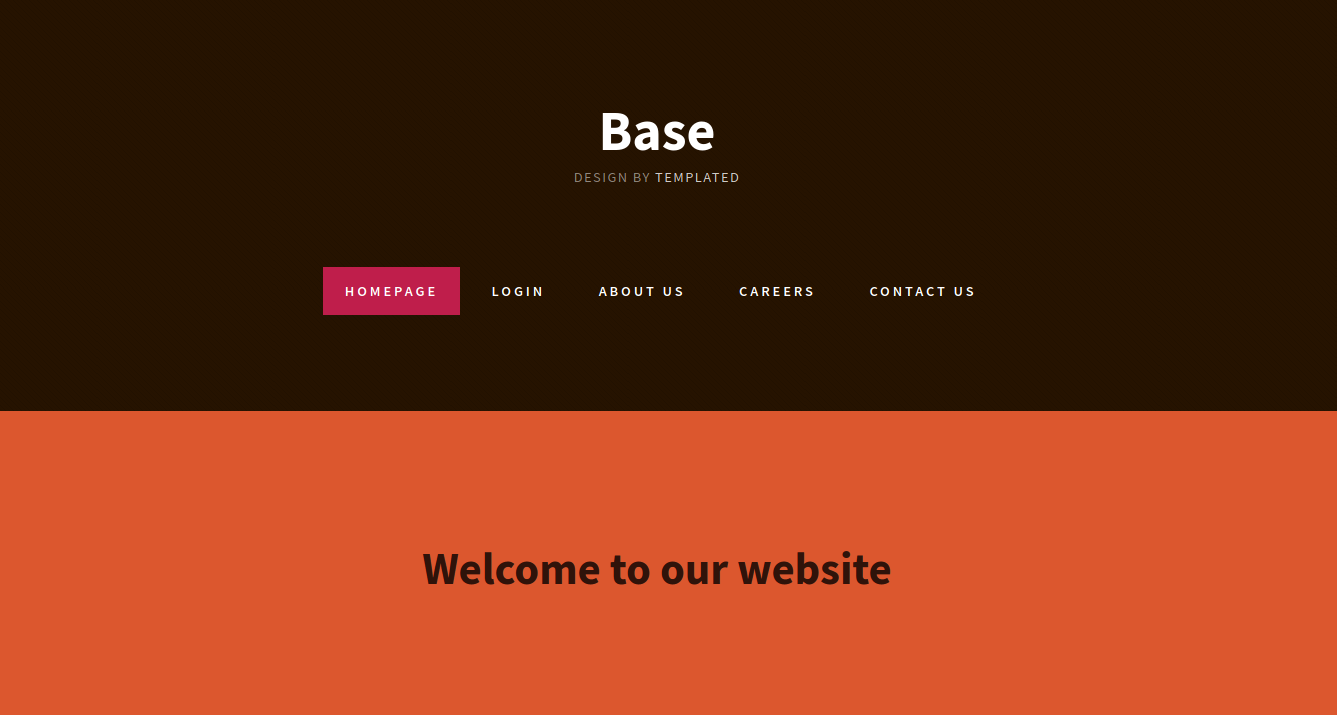 Base
DESIGN BY TEMPLATED
HOMEPAGE LOGIN ABOUT US CAREERS CONTACT US
Welcome to our website